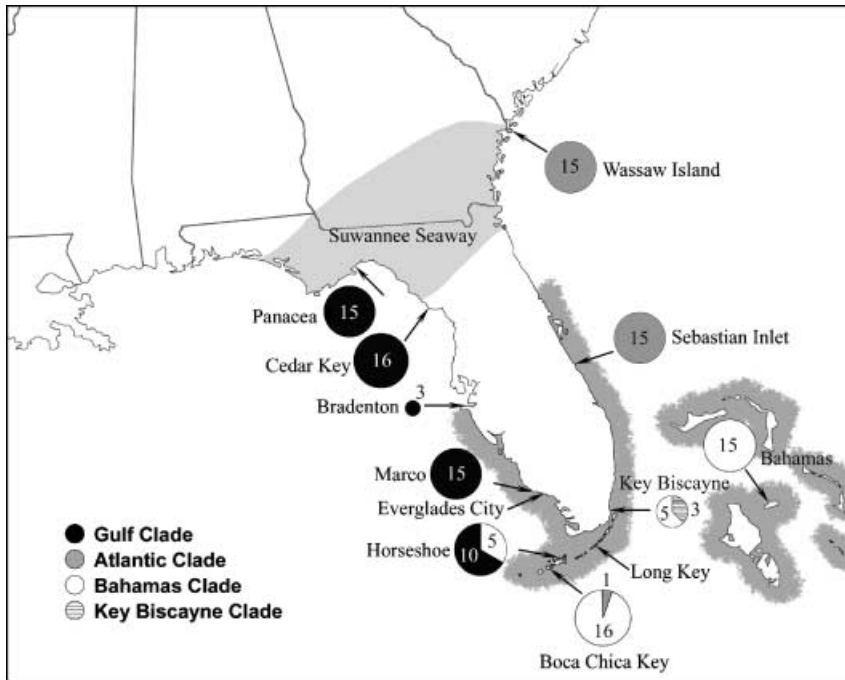 15
Wassaw Island
Suwannee Seaway
Panacea
15
15
Sebastian Inlet
Cedar Key
16
3
Bradenton
15
Bahamas
Marco
15
Key Biscayne
Everglades City
5
3
Gulf Clade
Horseshoe
10
5
Atlantic Clade
Long Key
Bahamas Clade
1
Key Biscayne Clade
16
Boca Chica Key